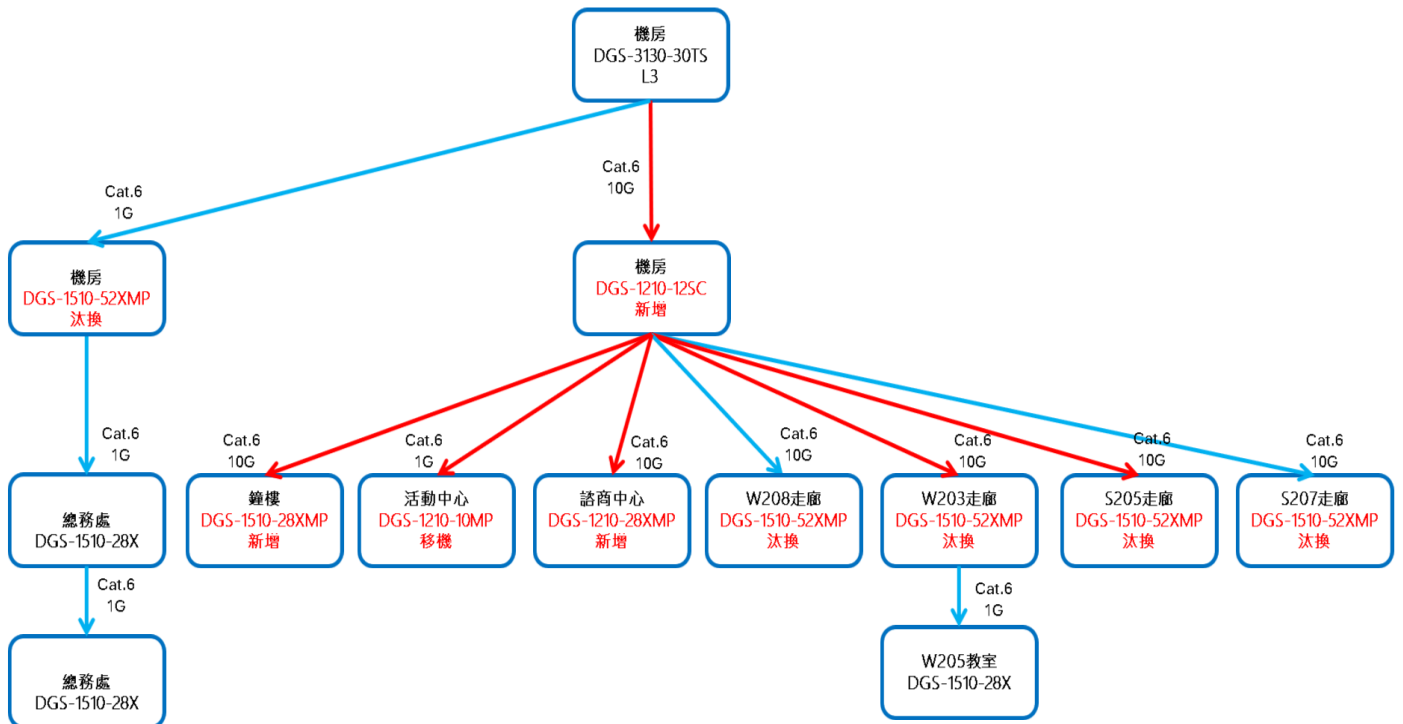 機房
DGS-3130-30TS
L3
Cat.6
1G
Cat.6
10G
機房
DGS-1510-52XMP
汰換
機房
DGS-1210-12SC
新增
Cat.6
1G
Cat.6
10G
Cat.6
1G
Cat.6
10G
Cat.6
10G
Cat.6
10G
Cat.6
10G
Cat.6
10G
總務處
DGS-1510-28X
鐘樓
DGS-1510-28XMP
新增
活動中心
DGS-1210-10MP
移機
諮商中心
DGS-1210-28XMP
新增
W208走廊
DGS-1510-52XMP
汰換
W203走廊
DGS-1510-52XMP
汰換
S205走廊
DGS-1510-52XMP
汰換
S207走廊
DGS-1510-52XMP
汰換
Cat.6
1G
Cat.6
1G
總務處
DGS-1510-28X
W205教室
DGS-1510-28X